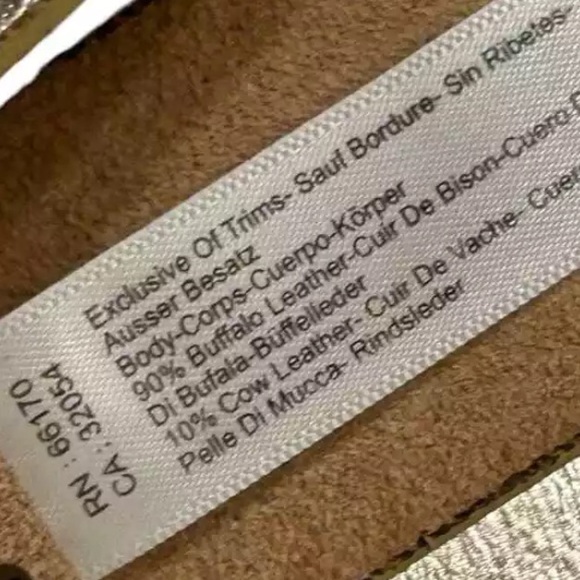 Exclusive Of Trims- Sauf Bordure- Sin Ribetes-
Ausser Besatz
Body-Corps-Cuerpo-Körper
90% Buffalo Leather-Cuir De Bison-Cuero
Di Bufala-Büffelleder
10% Cow Leather- Cuir De Vache- Cuero
Pelle Di Mucca- Rindsleder
RN : 66170
CA : 32054